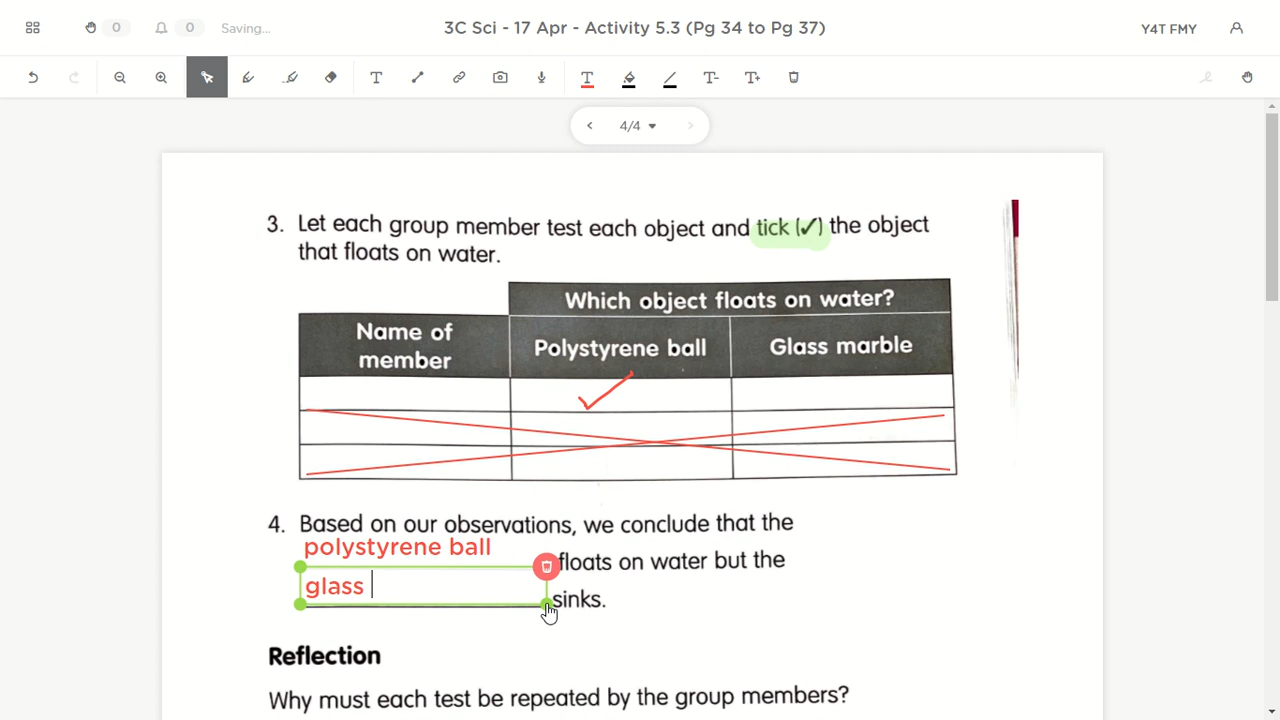 0
0
Saving...
3C Sci - 17 Apr - Activity 5.3 (Pg 34 to Pg 37)
Y4T FMY
4/4
3. Let each group member test each object and tick (✓) the object
that floats on water.
Which object floats on water?
Name of
member
Polystyrene ball
Glass marble
4. Based on our observations, we conclude that the
polystyrene ball floats on water but the
glass sinks.
Reflection
Why must each test be repeated by the group members?